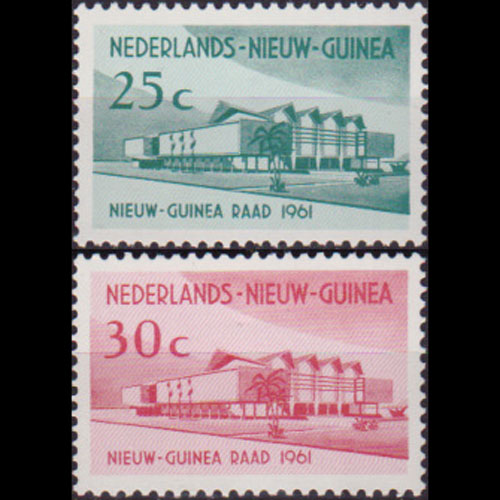 NEDERLANDS-NIEUW-GUINEA
25c
NIEUW-GUINEA RAAD 1961
NEDERLANDS-NIEUW-GUINEA
30c
NIEUW-GUINEA RAAD 1961